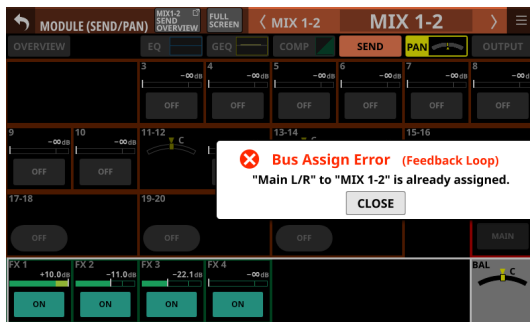 MODULE (SEND/PAN)
MIX1-2
SEND
OVERVIEW
FULL
SCREEN
MIX 1-2
MIX 1-2
OVERVIEW
EQ
GEQ
COMP
SEND
PAN
OUTPUT
3
4
5
6
7
8
-∞dB
-∞dB
-∞dB
-∞dB
-∞dB
-∞d
OFF
OFF
OFF
OFF
OFF
OFF
9
10
11-12
13-14
15-16
-∞dB
-∞dB
C
C
OFF
OFF
Bus Assign Error (Feedback Loop)
"Main L/R" to "MIX 1-2" is already assigned.
CLOSE
17-18
19-20
OFF
OFF
OFF
MAIN
FX 1
FX 2
FX 3
FX 4
BAL
+10.0dB
-11.0dB
-22.1dB
-∞dB
C
ON
ON
ON
ON